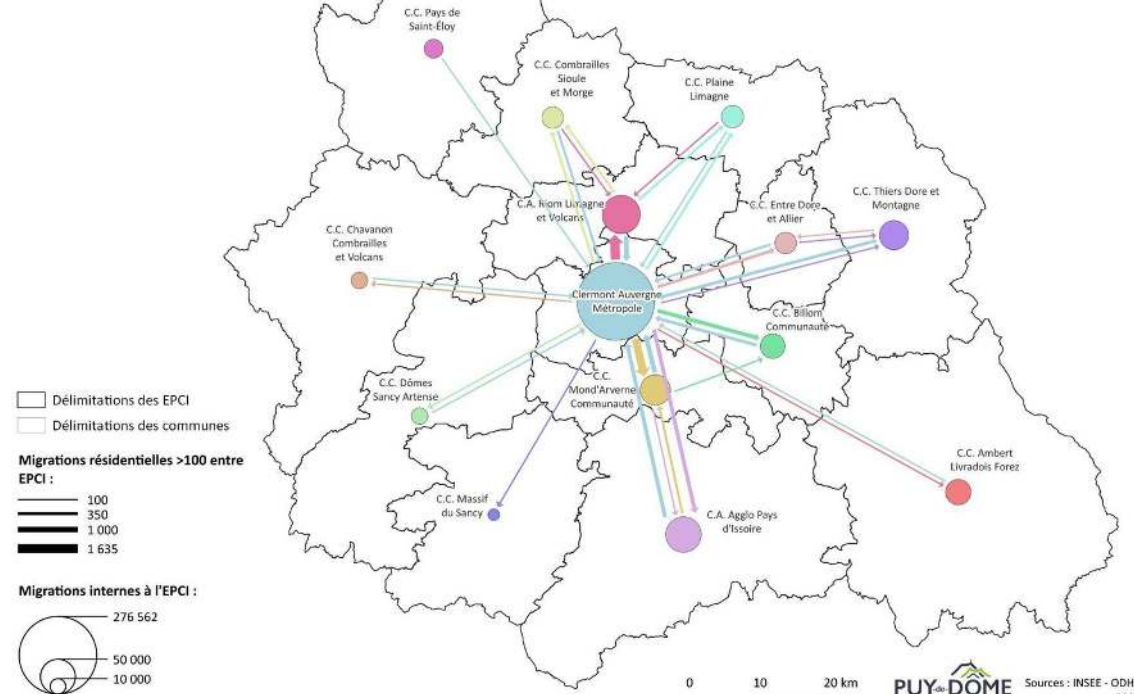 C.C. Pays de
Saint-Éloy
C.C. Combrailles
Sioule
et Morge
C.C. Plaine
Limagne
C.C. Thiers Dore et
Montagne
C.A. Riom Limagne
et Volcans
C.C. Entre Dore
et Allier
C.C. Chavanon
Combrailles
et Volcans
Clermont Auvergne
Métropole
C.C. Billom
Communauté
C.C.
Mond'Arverne
Communauté
C.C. Dômes
Sancy Artense
C.C. Ambert
Livradois Forez
C.C. Massif
du Sancy
C.A. Agglo Pays
d'Issoire
Délimitations des EPCI
Délimitations des communes
Migrations résidentielles >100 entre
EPCI :
100
350
1 000
1 635
Migrations internes à l'EPCI :
276 562
50 000
10 000
0 10 20 km
PUY-de-DÔME
Sources : INSEE - ODH